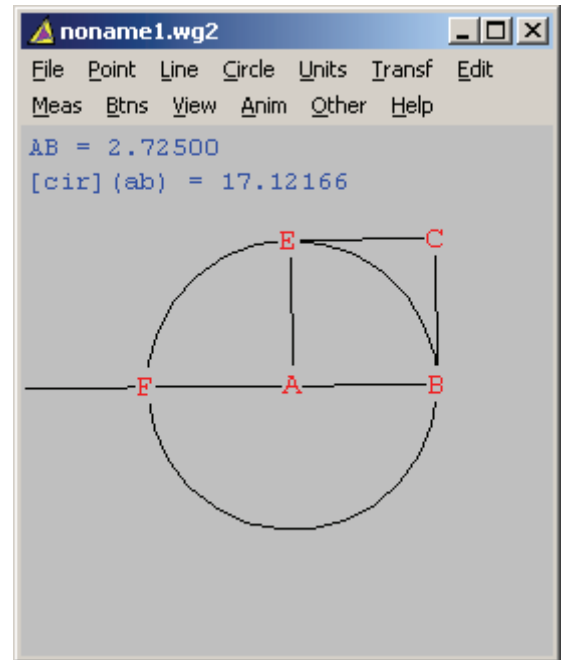 noname1.wg2
File Point Line Circle Units Transf Edit
Meas Btns View Anim Other Help
AB = 2.72500
[cir](ab) = 17.12166
E C
F A B